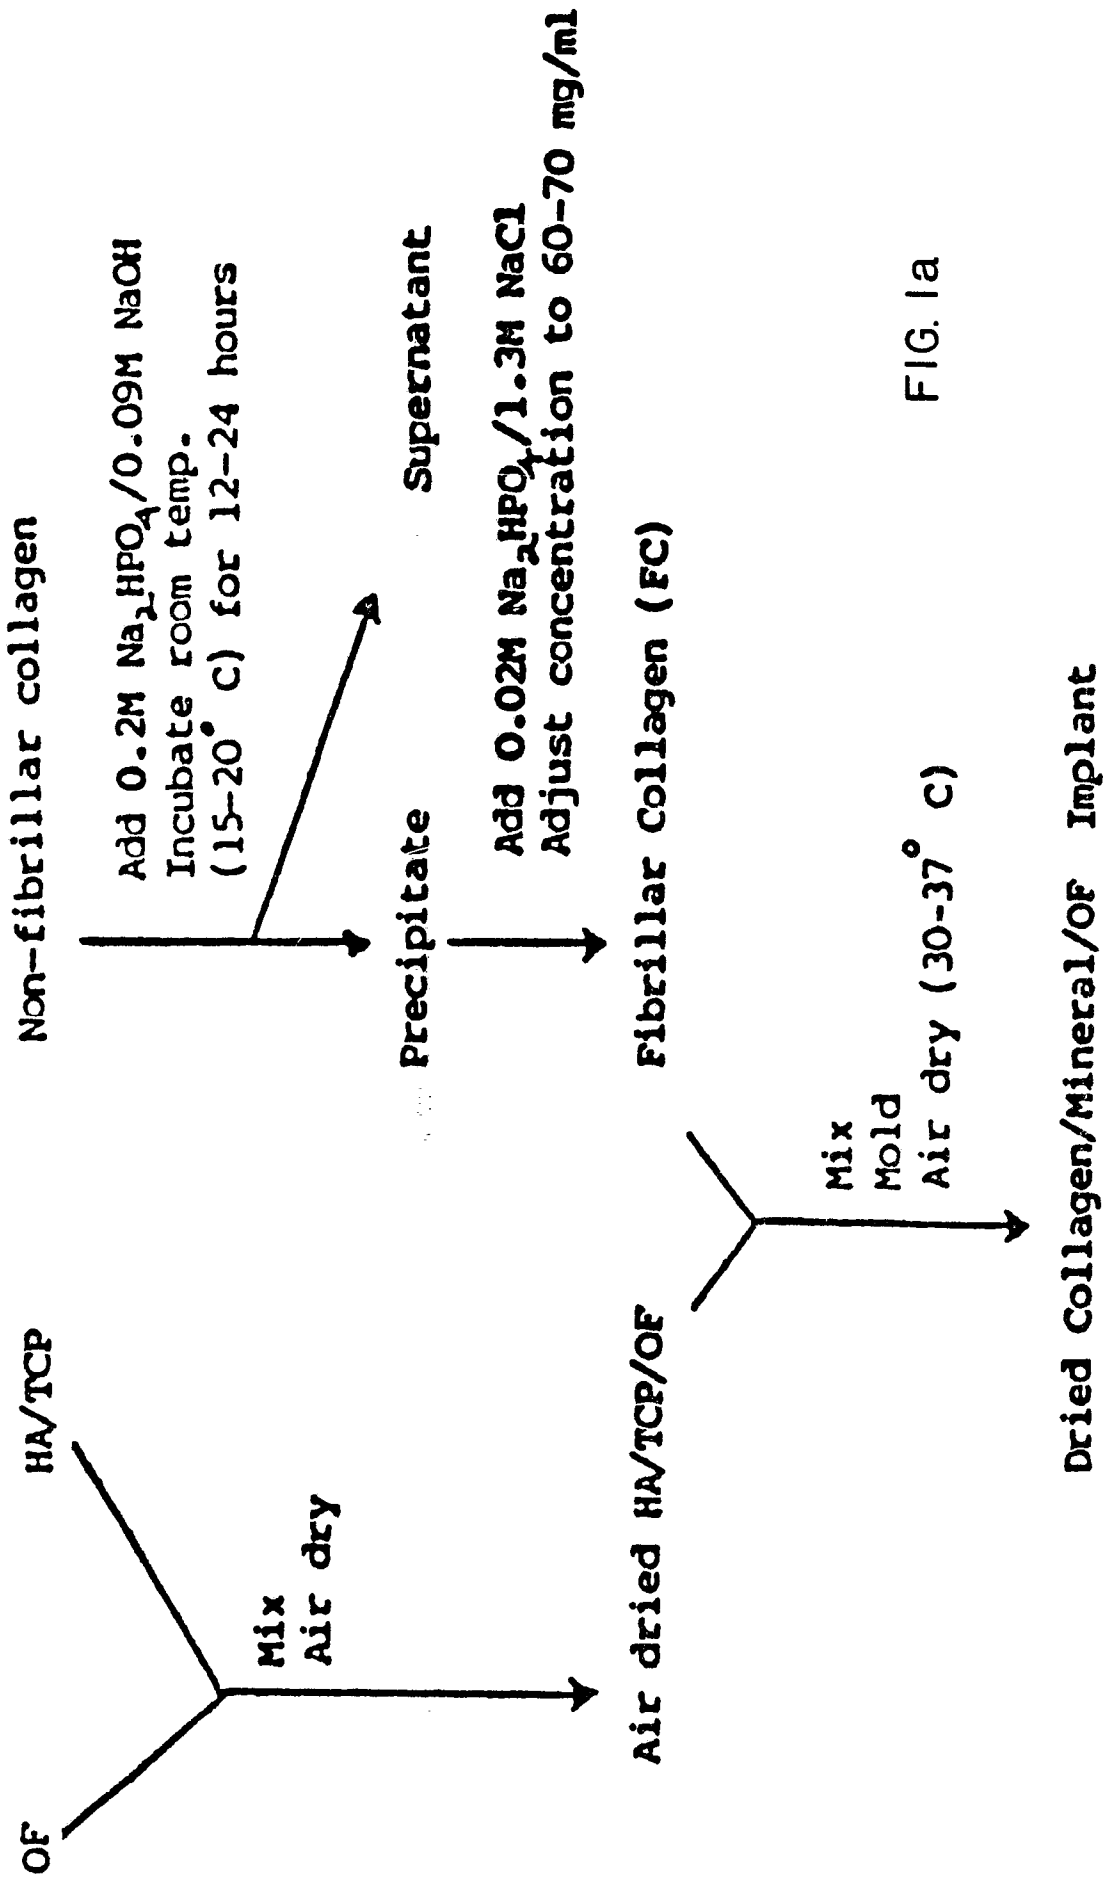 OF
HA/TCP
Mix
Air dry
Air dried HA/TCP/OF
Non-fibrillar collagen
Add 0.2M Na₂HPO₄/0.09M NaOH
Incubate room temp.
(15-20° C) for 12-24 hours
Precipitate
Supernatant
Add 0.02M Na₂HPO₄/1.3M NaCl
Adjust concentration to 60-70 mg/ml
Fibrillar Collagen (FC)
Mix
Mold
Air dry (30-37° C)
Dried Collagen/Mineral/OF Implant
FIG. 1a